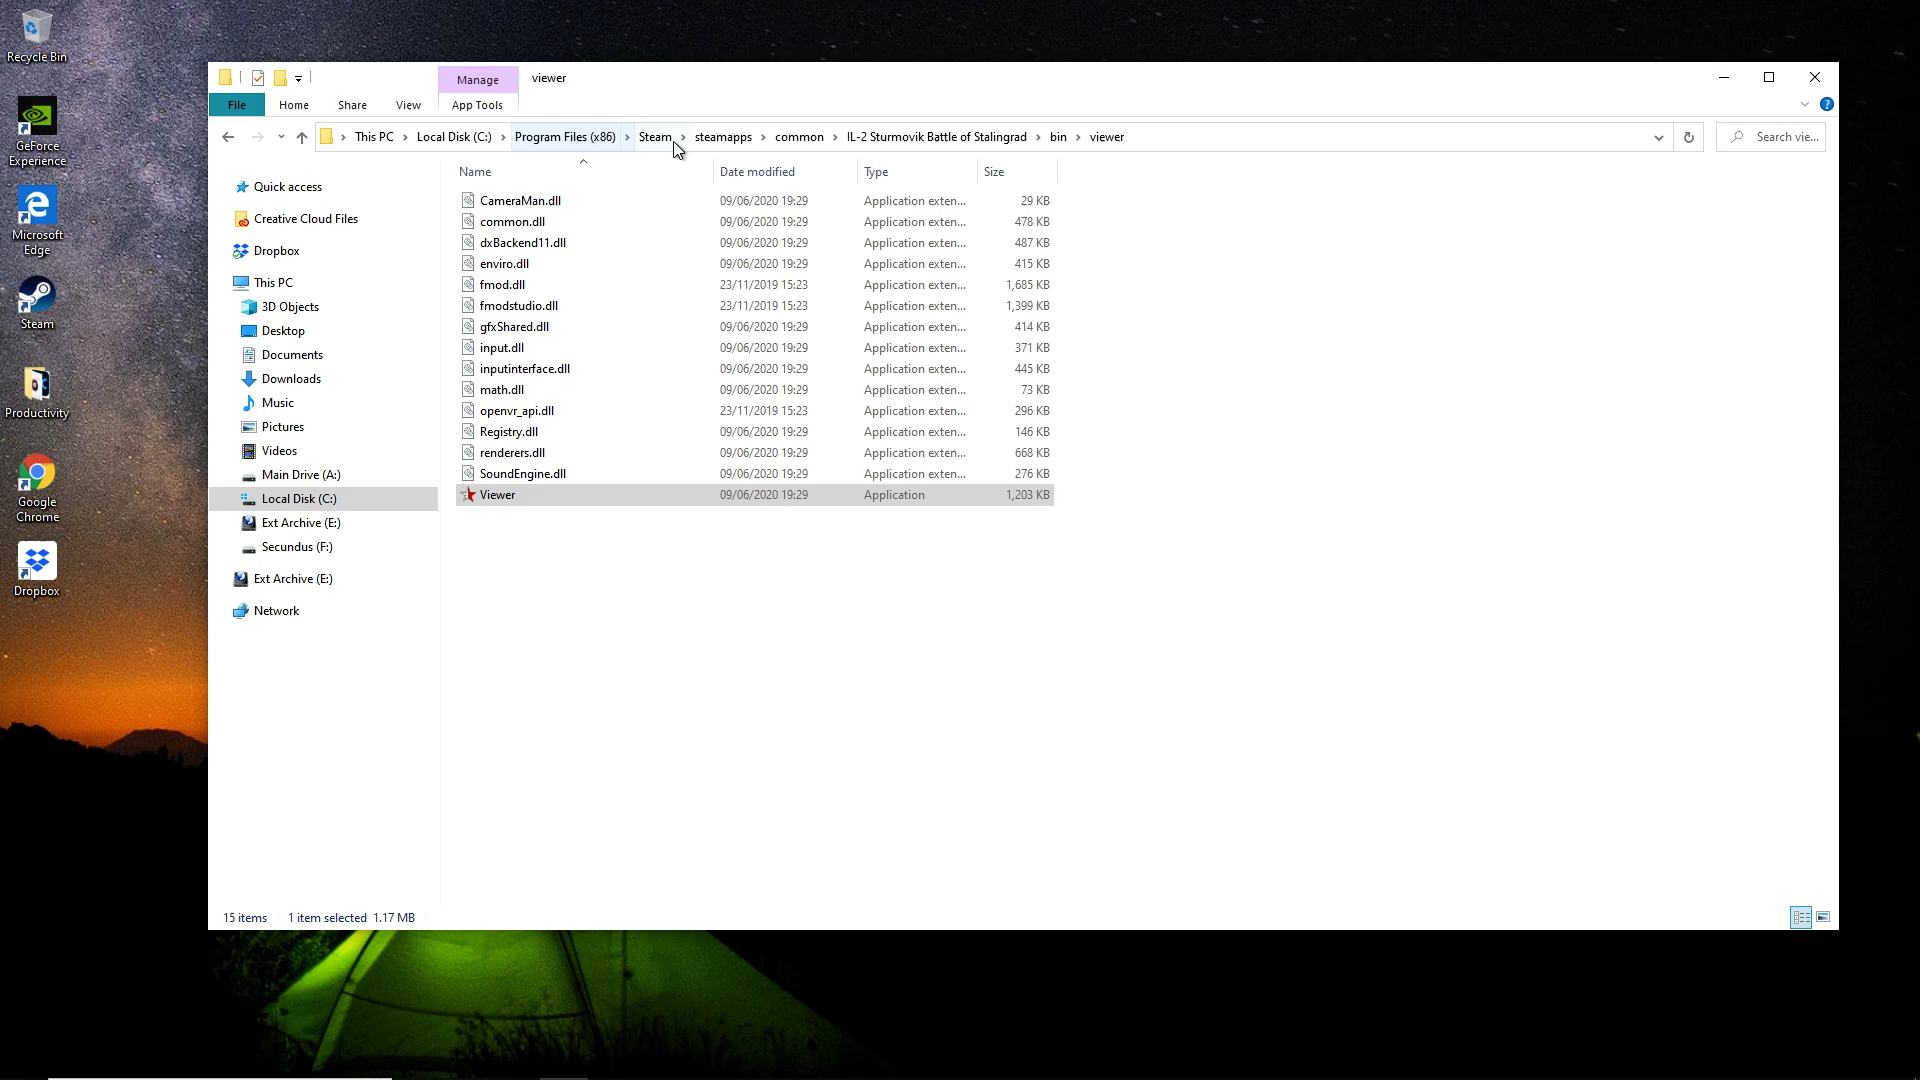 Recycle Bin
GeForce
Experience
Microsoft
Edge
Steam
Productivity
Google
Chrome
Dropbox
Manage
viewer
File
Home
Share
View
App Tools
This PC
Local Disk (C:)
Program Files (x86)
Steam
steamapps
common
IL-2 Sturmovik Battle of Stalingrad
bin
viewer
Search vie...
Quick access
Creative Cloud Files
Dropbox
This PC
3D Objects
Desktop
Documents
Downloads
Music
Pictures
Videos
Main Drive (A:)
Local Disk (C:)
Ext Archive (E:)
Secundus (F:)
Ext Archive (E:)
Network
Name Date modified Type Size
CameraMan.dll 09/06/2020 19:29 Application exten... 29 KB
common.dll 09/06/2020 19:29 Application exten... 478 KB
dxBackend11.dll 09/06/2020 19:29 Application exten... 487 KB
enviro.dll 09/06/2020 19:29 Application exten... 415 KB
fmod.dll 23/11/2019 15:23 Application exten... 1,685 KB
fmodstudio.dll 23/11/2019 15:23 Application exten... 1,399 KB
gfxShared.dll 09/06/2020 19:29 Application exten... 414 KB
input.dll 09/06/2020 19:29 Application exten... 371 KB
inputinterface.dll 09/06/2020 19:29 Application exten... 445 KB
math.dll 09/06/2020 19:29 Application exten... 73 KB
openvr_api.dll 23/11/2019 15:23 Application exten... 296 KB
Registry.dll 09/06/2020 19:29 Application exten... 146 KB
renderers.dll 09/06/2020 19:29 Application exten... 668 KB
SoundEngine.dll 09/06/2020 19:29 Application exten... 276 KB
Viewer 09/06/2020 19:29 Application 1,203 KB
15 items 1 item selected 1.17 MB